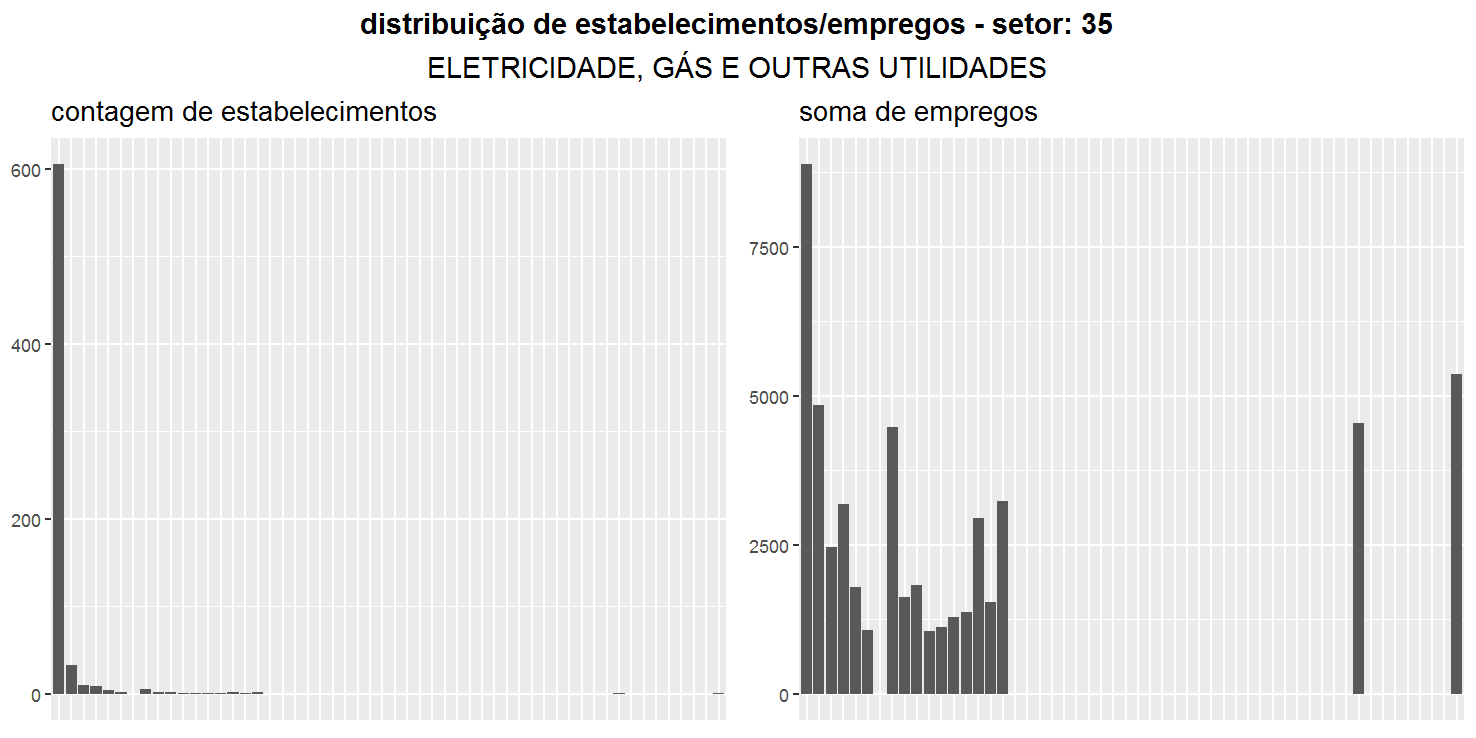 distribuição de estabelecimentos/empregos - setor: 35
ELETRICIDADE, GÁS E OUTRAS UTILIDADES
contagem de estabelecimentos
600
400
200
0
soma de empregos
7500
5000
2500
0